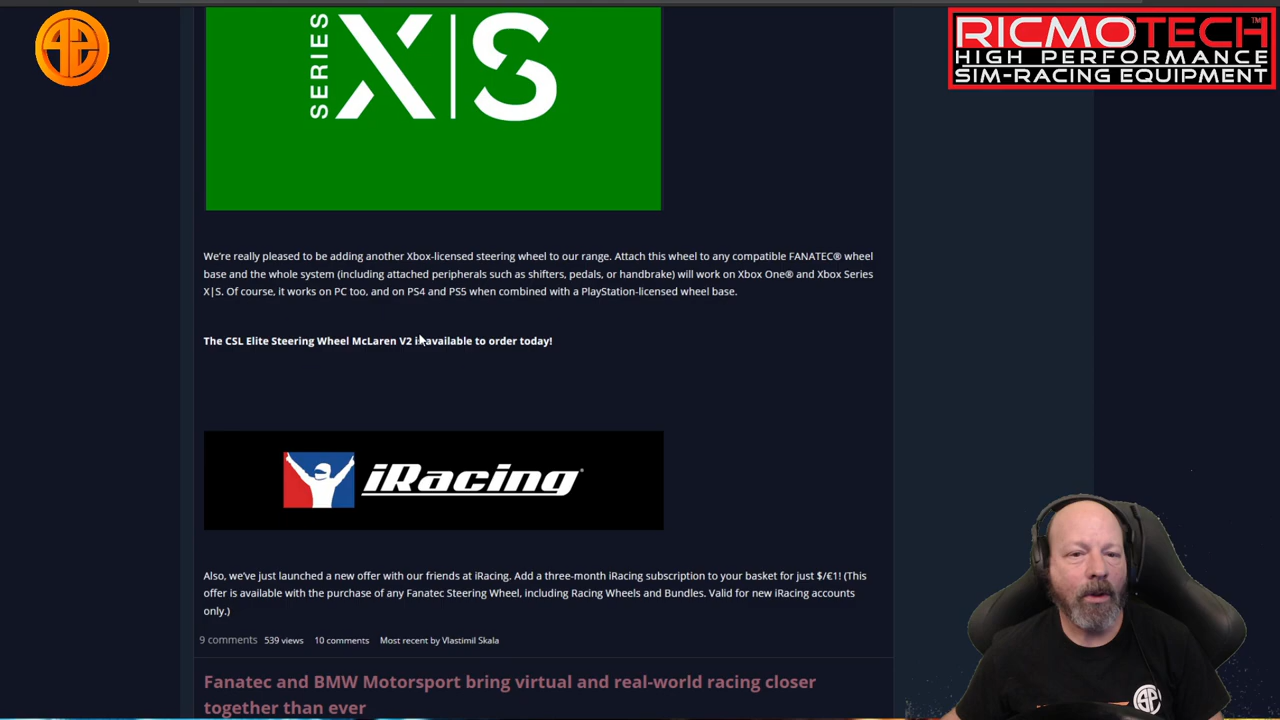 SERIES X|S
RICMOTECH™
HIGH PERFORMANCE
SIM-RACING EQUIPMENT
We're really pleased to be adding another Xbox-licensed steering wheel to our range. Attach this wheel to any compatible FANATEC® wheel
base and the whole system (including attached peripherals such as shifters, pedals, or handbrake) will work on Xbox One® and Xbox Series
X|S. Of course, it works on PC too, and on PS4 and PS5 when combined with a PlayStation-licensed wheel base.
The CSL Elite Steering Wheel McLaren V2 is available to order today!
iRacing®
Also, we've just launched a new offer with our friends at iRacing. Add a three-month iRacing subscription to your basket for just $/€1! (This
offer is available with the purchase of any Fanatec Steering Wheel, including Racing Wheels and Bundles. Valid for new iRacing accounts
only.)
9 comments 539 views 10 comments Most recent by Vlastimil Skala
Fanatec and BMW Motorsport bring virtual and real-world racing closer
together than ever